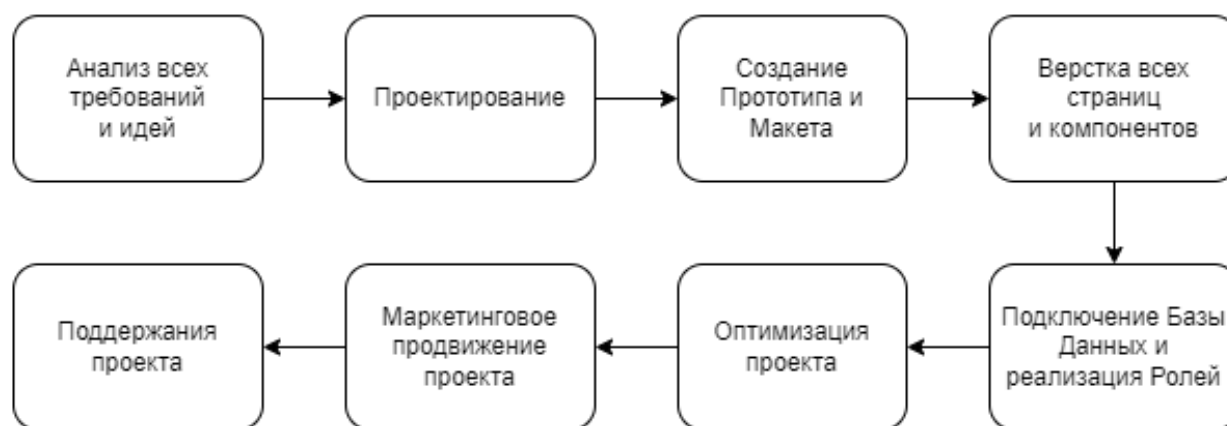 Анализ всех
требований
и идей
Проектирование
Создание
Прототипа и
Макета
Верстка всех
страниц
и компонентов
Подключение Базы
Данных и
реализация Ролей
Оптимизация
проекта
Маркетинговое
продвижение
проекта
Поддержания
проекта